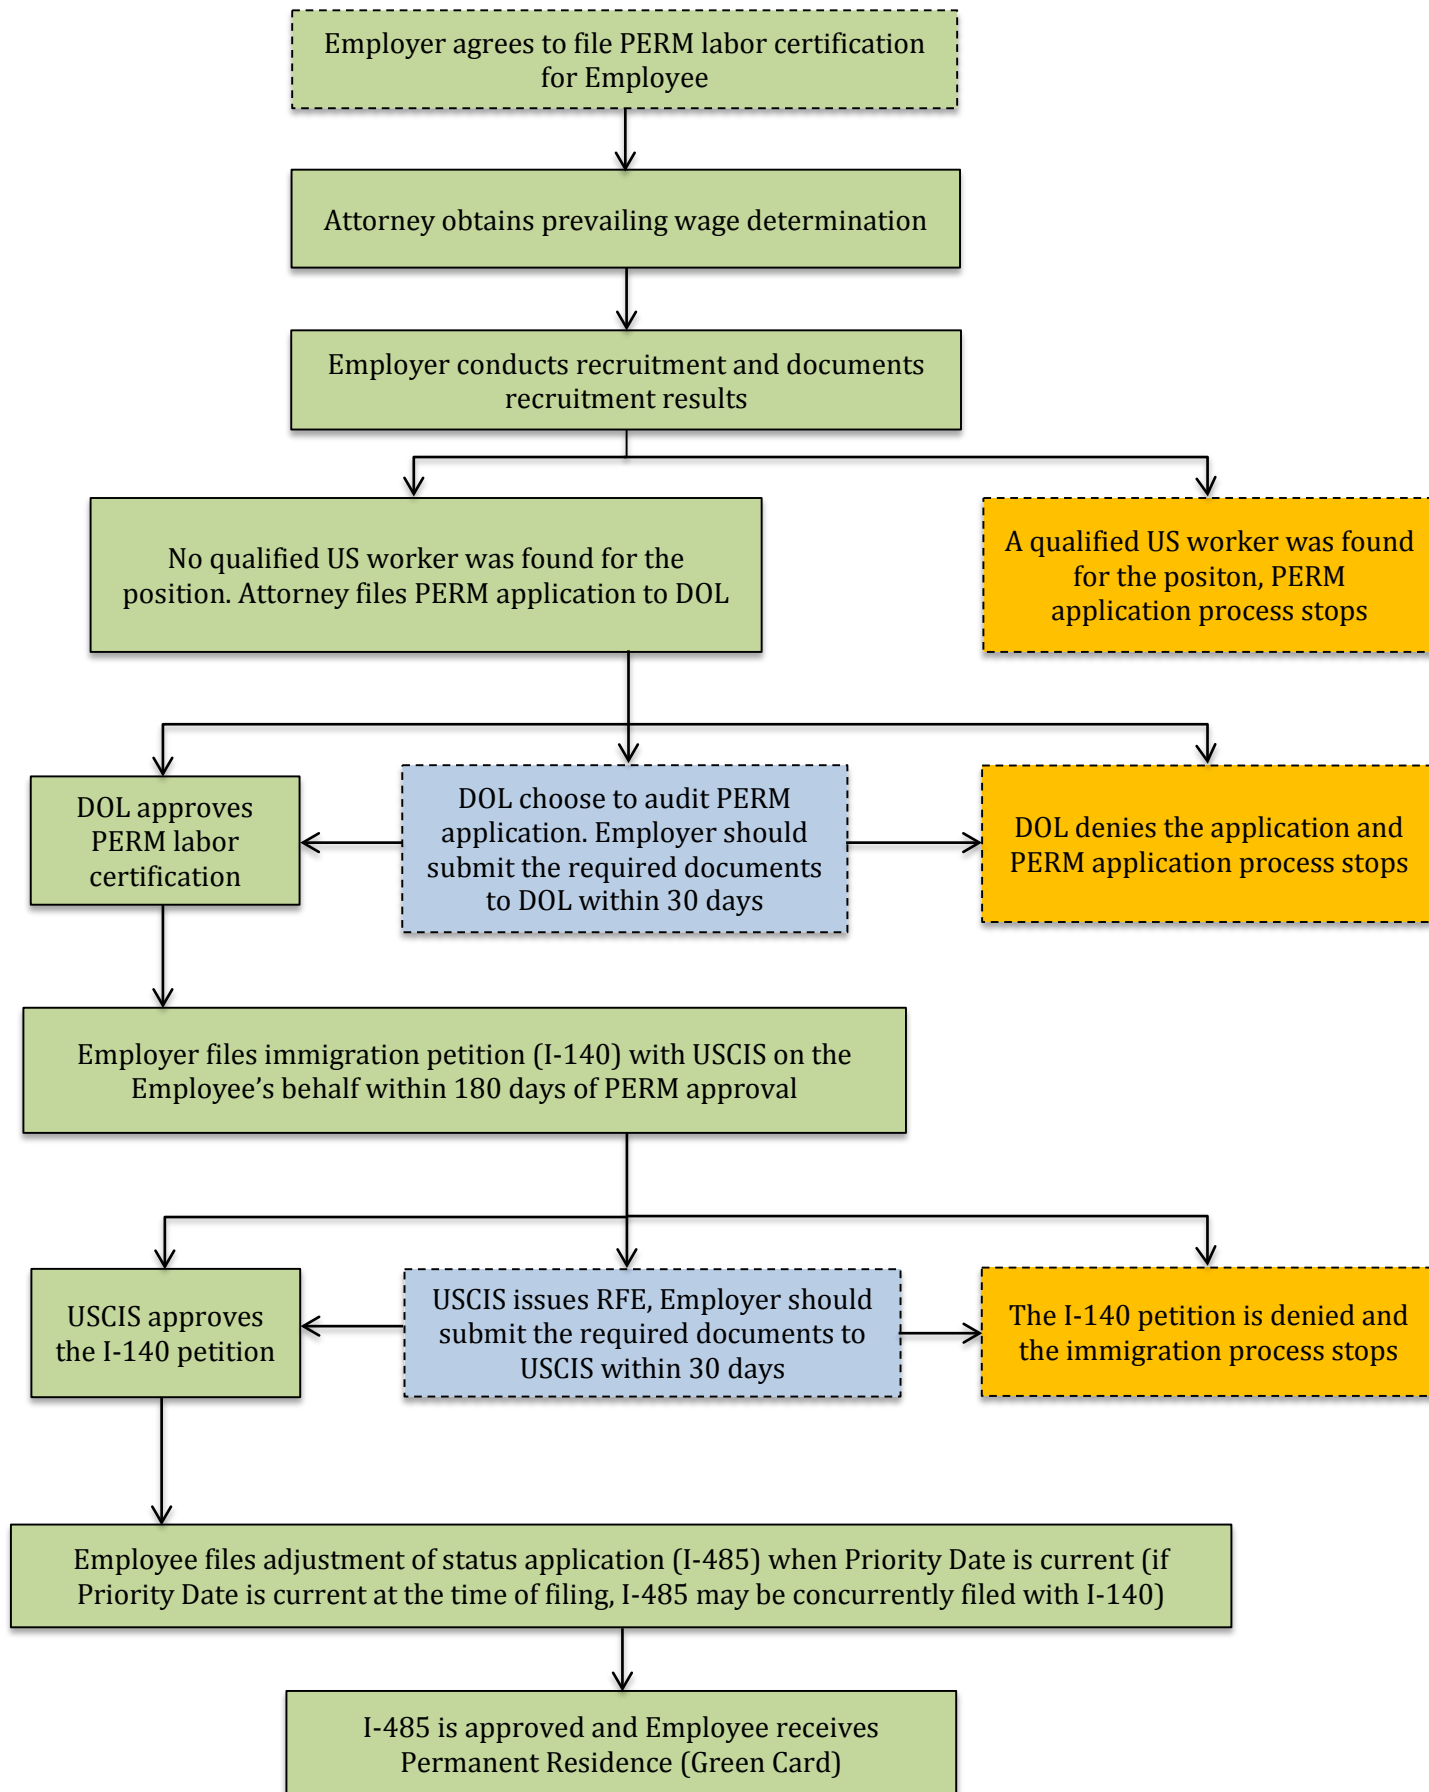 Employer agrees to file PERM labor certification
for Employee
Attorney obtains prevailing wage determination
Employer conducts recruitment and documents
recruitment results
No qualified US worker was found for the
position. Attorney files PERM application to DOL
A qualified US worker was found
for the positon, PERM
application process stops
DOL approves
PERM labor
certification
DOL choose to audit PERM
application. Employer should
submit the required documents
to DOL within 30 days
DOL denies the application and
PERM application process stops
Employer files immigration petition (I-140) with USCIS on the
Employee’s behalf within 180 days of PERM approval
USCIS approves
the I-140 petition
USCIS issues RFE, Employer should
submit the required documents to
USCIS within 30 days
The I-140 petition is denied and
the immigration process stops
Employee files adjustment of status application (I-485) when Priority Date is current (if
Priority Date is current at the time of filing, I-485 may be concurrently filed with I-140)
I-485 is approved and Employee receives
Permanent Residence (Green Card)